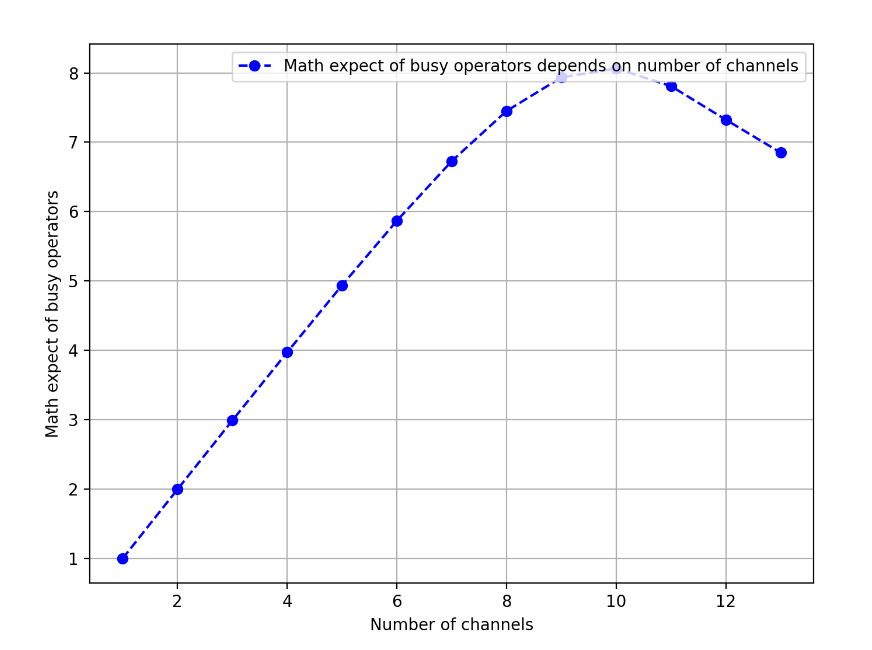 Math expect of busy operators depends on number of channels
8
7
6
5
4
3
2
1
Math expect of busy operators
2 4 6 8 10 12
Number of channels